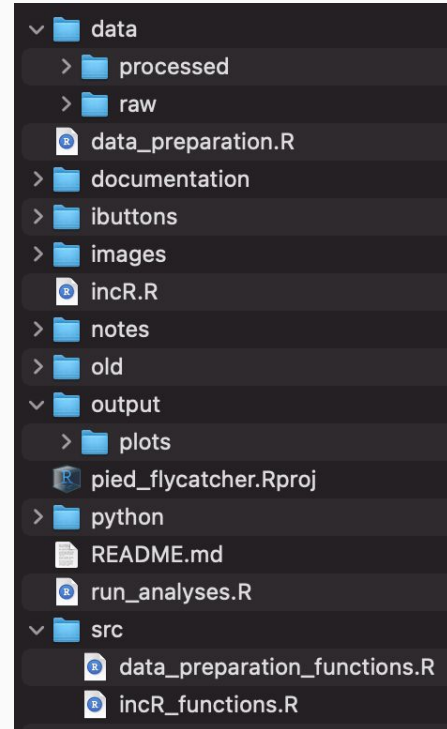 data
processed
raw
data_preparation.R
documentation
ibuttons
images
incR.R
notes
old
output
plots
pied_flycatcher.Rproj
python
README.md
run_analyses.R
src
data_preparation_functions.R
incR_functions.R